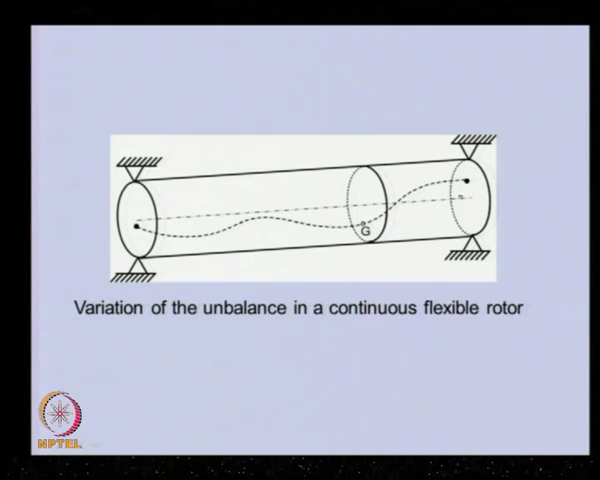 G
Variation of the unbalance in a continuous flexible rotor
NPTEL